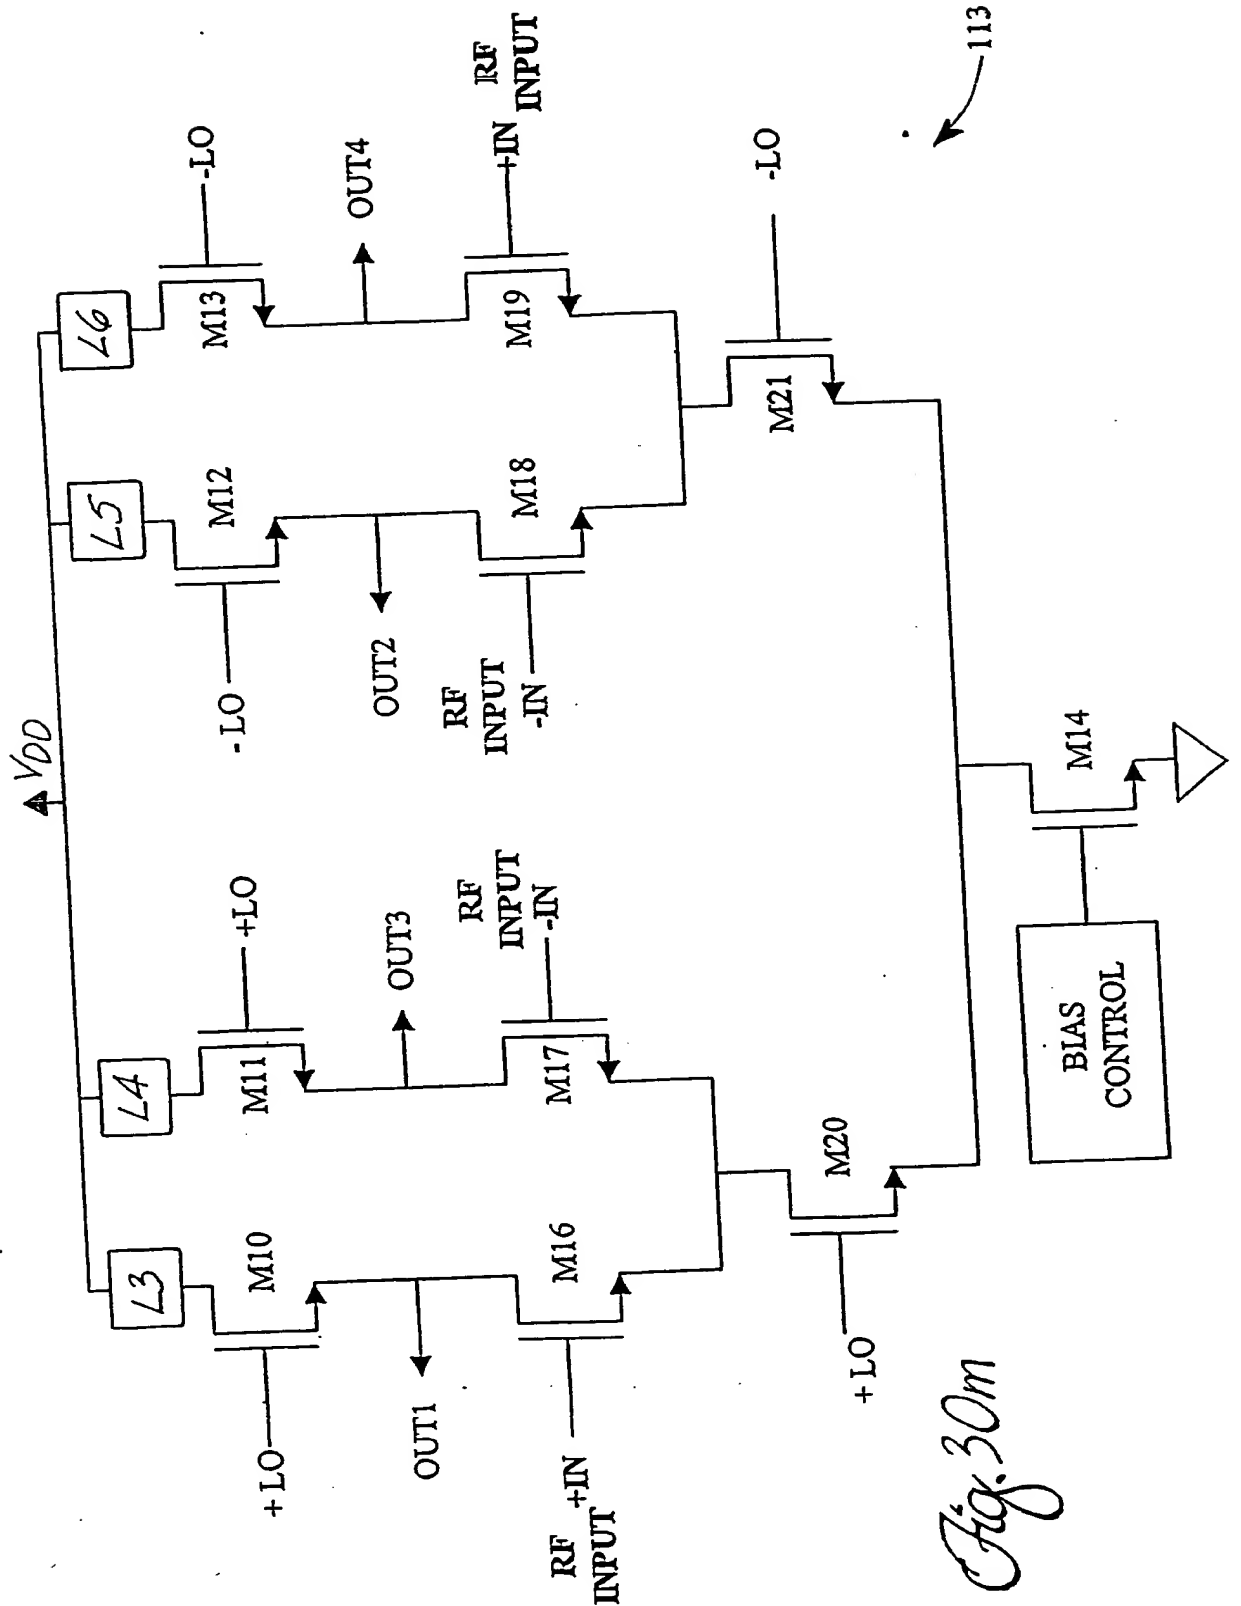 VDD
L3
L4
L5
L6
+LO
M10
M11
+LO
-LO
M12
M13
-LO
OUT1
OUT3
OUT2
OUT4
RF
INPUT
+IN
M16
M17
RF
INPUT
-IN
RF
INPUT
-IN
M18
M19
+IN
RF
INPUT
+LO
M20
M21
-LO
BIAS
CONTROL
M14
113
Fig. 30m